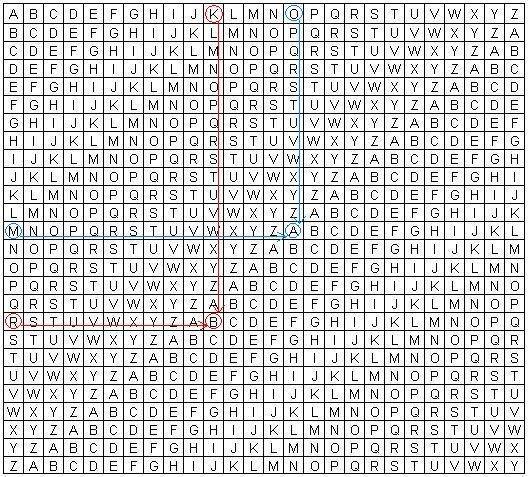 A B C D E F G H I J K L M N O P Q R S T U V W X Y Z
B C D E F G H I J K L M N O P Q R S T U V W X Y Z A
C D E F G H I J K L M N O P Q R S T U V W X Y Z A B
D E F G H I J K L M N O P Q R S T U V W X Y Z A B C
E F G H I J K L M N O P Q R S T U V W X Y Z A B C D
F G H I J K L M N O P Q R S T U V W X Y Z A B C D E
G H I J K L M N O P Q R S T U V W X Y Z A B C D E F
H I J K L M N O P Q R S T U V W X Y Z A B C D E F G
I J K L M N O P Q R S T U V W X Y Z A B C D E F G H
J K L M N O P Q R S T U V W X Y Z A B C D E F G H I
K L M N O P Q R S T U V W X Y Z A B C D E F G H I J
L M N O P Q R S T U V W X Y Z A B C D E F G H I J K
M N O P Q R S T U V W X Y Z A B C D E F G H I J K L
N O P Q R S T U V W X Y Z A B C D E F G H I J K L M
O P Q R S T U V W X Y Z A B C D E F G H I J K L M N
P Q R S T U V W X Y Z A B C D E F G H I J K L M N O
Q R S T U V W X Y Z A B C D E F G H I J K L M N O P
R S T U V W X Y Z A B C D E F G H I J K L M N O P Q
S T U V W X Y Z A B C D E F G H I J K L M N O P Q R
T U V W X Y Z A B C D E F G H I J K L M N O P Q R S
U V W X Y Z A B C D E F G H I J K L M N O P Q R S T
V W X Y Z A B C D E F G H I J K L M N O P Q R S T U
W X Y Z A B C D E F G H I J K L M N O P Q R S T U V
X Y Z A B C D E F G H I J K L M N O P Q R S T U V W
Y Z A B C D E F G H I J K L M N O P Q R S T U V W X
Z A B C D E F G H I J K L M N O P Q R S T U V W X Y